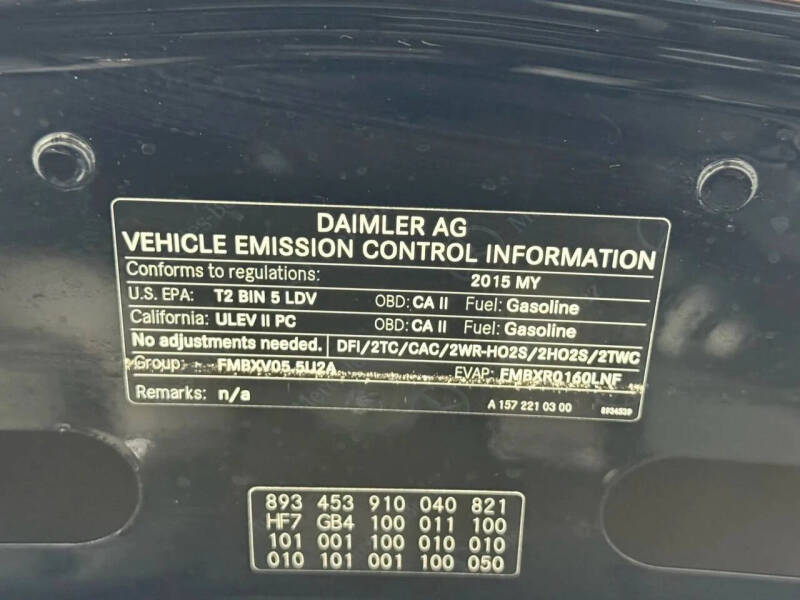 DAIMLER AG
VEHICLE EMISSION CONTROL INFORMATION
Conforms to regulations: 2015 MY
U.S. EPA: T2 BIN 5 LDV OBD: CA II Fuel: Gasoline
California: ULEV II PC OBD: CA II Fuel: Gasoline
No adjustments needed. DFI/2TC/CAC/2WR-HO2S/2HO2S/2TWC
Group: FMBXV05.5U2A EVAP: FMBXR0160LNF
Remarks: n/a A 157 221 03 00
893 453 910 040 821
HF7 GB4 100 011 100
101 001 100 010 010
010 101 001 100 050